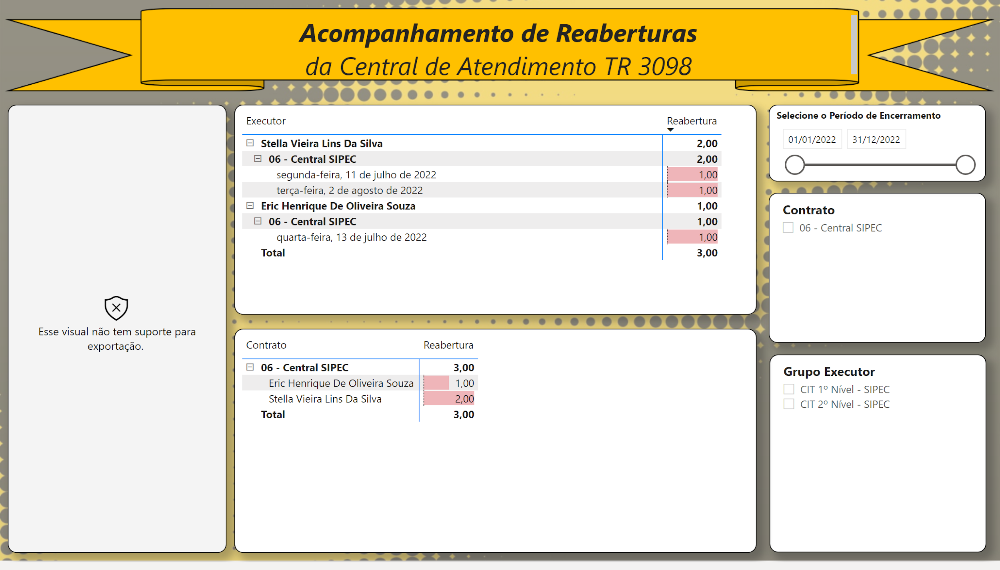 Acompanhamento de Reaberturas
da Central de Atendimento TR 3098
Esse visual não tem suporte para
exportação.
Executor Reabertura
Stella Vieira Lins Da Silva 2,00
06 - Central SIPEC 2,00
segunda-feira, 11 de julho de 2022 1,00
terça-feira, 2 de agosto de 2022 1,00
Eric Henrique De Oliveira Souza 1,00
06 - Central SIPEC 1,00
quarta-feira, 13 de julho de 2022 1,00
Total 3,00
Contrato Reabertura
06 - Central SIPEC 3,00
Eric Henrique De Oliveira Souza 1,00
Stella Vieira Lins Da Silva 2,00
Total 3,00
Selecione o Período de Encerramento
01/01/2022 31/12/2022
Contrato
06 - Central SIPEC
Grupo Executor
CIT 1º Nível - SIPEC
CIT 2º Nível - SIPEC